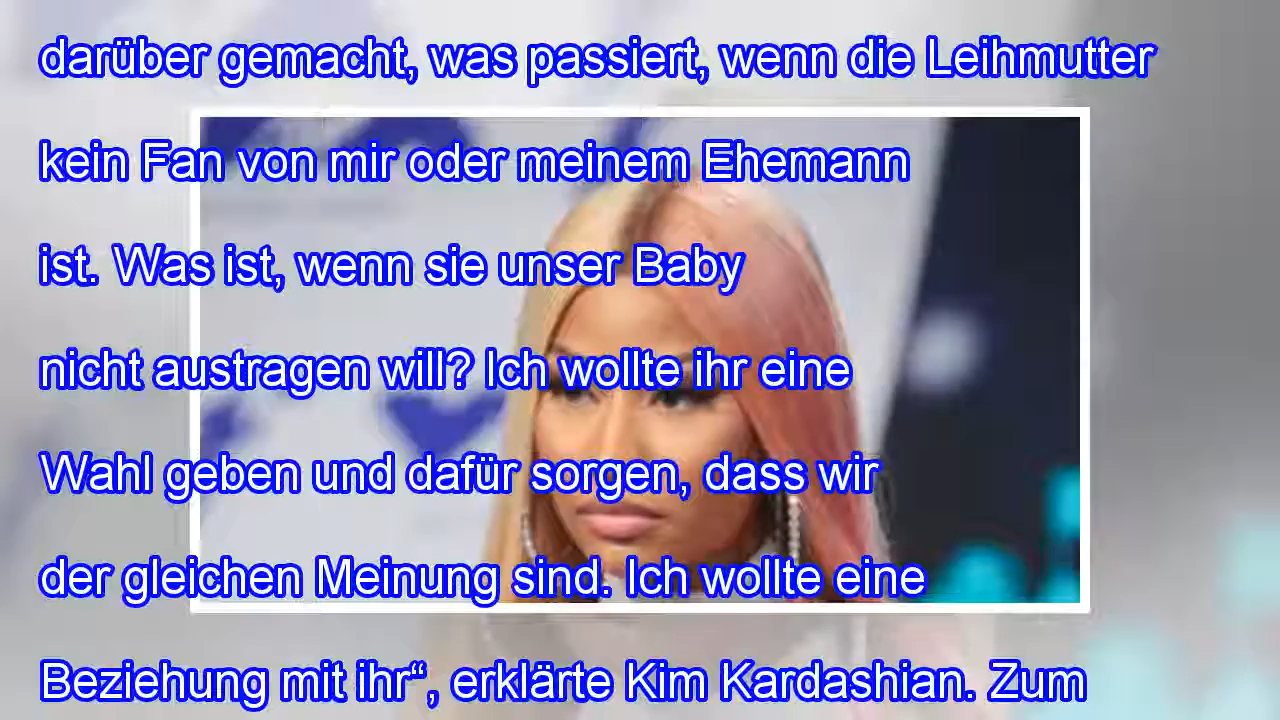 darüber gemacht, was passiert, wenn die Leihmutter
kein Fan von mir oder meinem Ehemann
ist. Was ist, wenn sie unser Baby
nicht austragen will? Ich wollte ihr eine
Wahl geben und dafür sorgen, dass wir
der gleichen Meinung sind. Ich wollte eine
Beziehung mit ihr“, erklärte Kim Kardashian. Zum